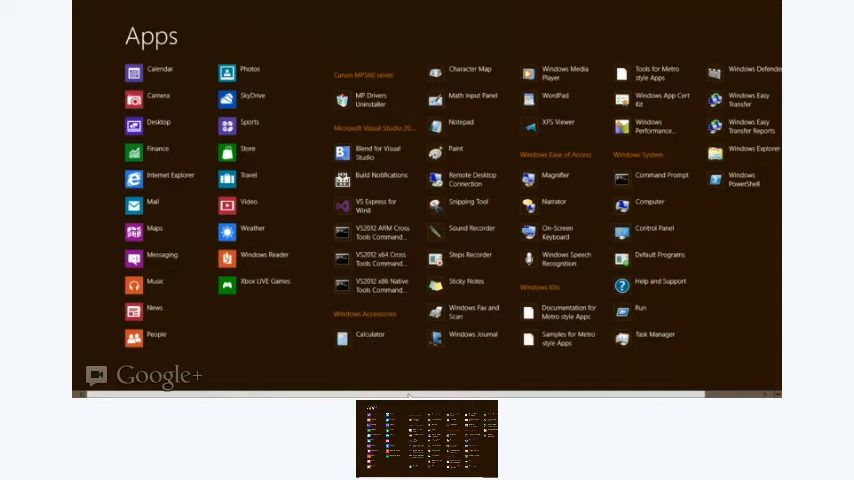 Apps
Calendar
Camera
Desktop
Finance
Internet Explorer
Mail
Maps
Messaging
Music
News
People
Photos
SkyDrive
Sports
Store
Travel
Video
Weather
Windows Reader
Xbox LIVE Games
Canon MP560 series
MP Drivers
Uninstaller
Microsoft Visual Studio 20...
Blend for Visual
Studio
Build Notifications
VS Express for
Win8
VS2012 ARM Cross
Tools Command...
VS2012 x64 Cross
Tools Command...
VS2012 x86 Native
Tools Command...
Windows Accessories
Calculator
Character Map
Math Input Panel
Notepad
Paint
Remote Desktop
Connection
Snipping Tool
Sound Recorder
Steps Recorder
Sticky Notes
Windows Fax and
Scan
Windows Journal
Windows Media
Player
WordPad
XPS Viewer
Windows Ease of Access
Magnifier
Narrator
On-Screen
Keyboard
Windows Speech
Recognition
Windows Kits
Documentation for
Metro style Apps
Samples for Metro
style Apps
Tools for Metro
style Apps
Windows App Cert
Kit
Windows
Performance...
Windows System
Command Prompt
Computer
Control Panel
Default Programs
Help and Support
Run
Task Manager
Windows Defender
Windows Easy
Transfer
Windows Easy
Transfer Reports
Windows Explorer
Windows
PowerShell
Google+